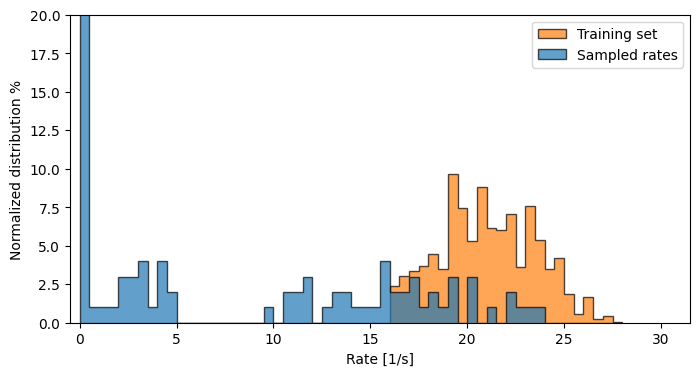 20.0
17.5
15.0
12.5
10.0
7.5
5.0
2.5
0.0
Normalized distribution %
Training set
Sampled rates
0 5 10 15 20 25 30
Rate [1/s]